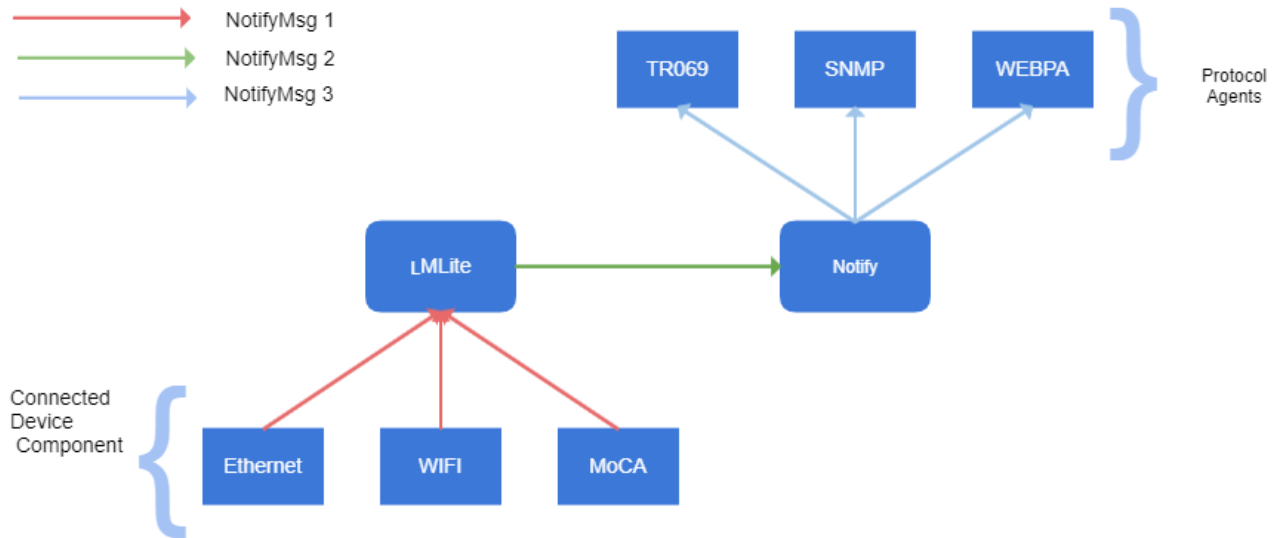 NotifyMsg 1
NotifyMsg 2
NotifyMsg 3
TR069
SNMP
WEBPA
Protocol
Agents
LMLite
Notify
Connected
Device
Component
Ethernet
WIFI
MoCA